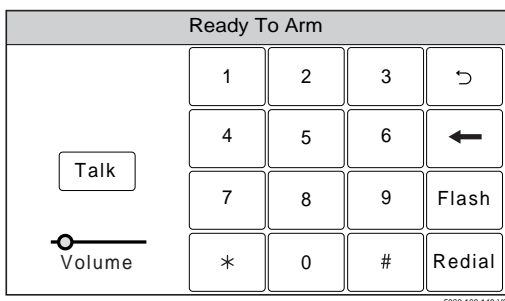 Ready To Arm
1 2 3
4 5 6
Talk
7 8 9 Flash
Volume
* 0 # Redial